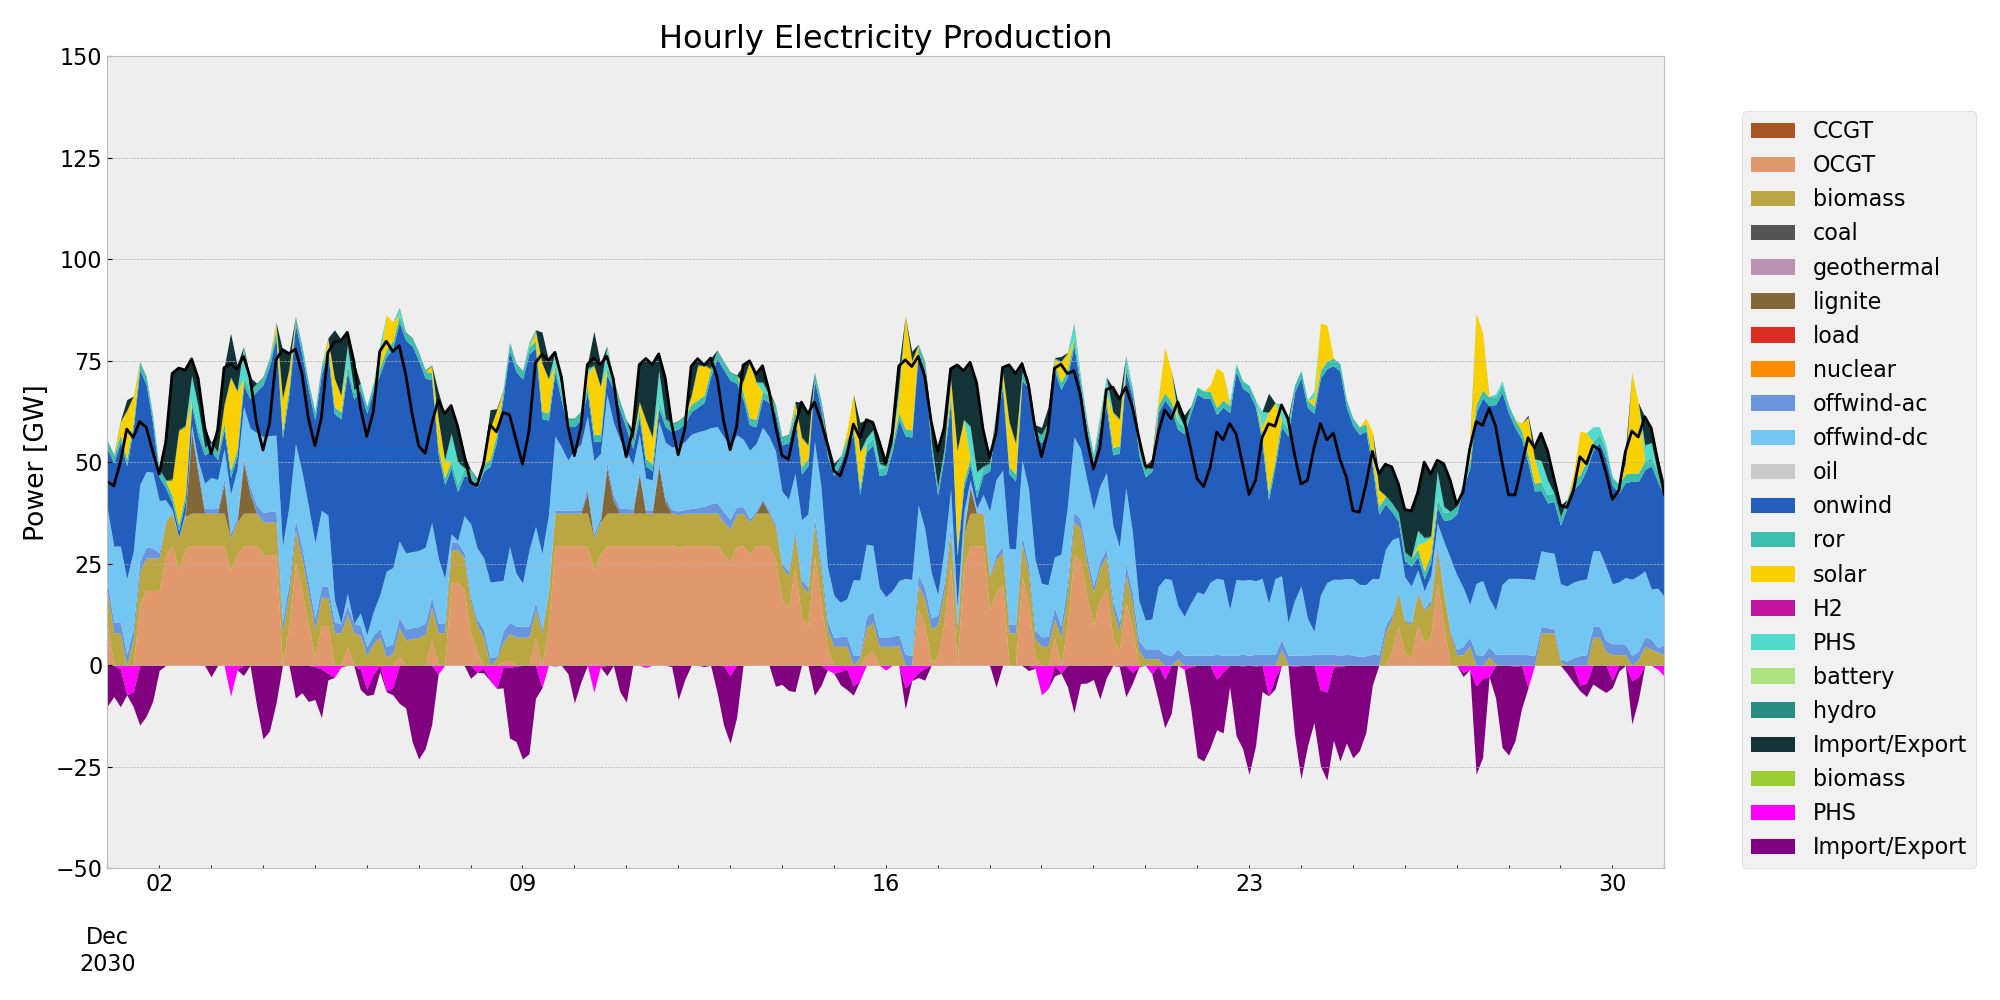 Hourly Electricity Production
Power [GW]
150
125
100
75
50
25
0
−25
−50
02
09
16
23
30
Dec
2030
CCGT
OCGT
biomass
coal
geothermal
lignite
load
nuclear
offwind-ac
offwind-dc
oil
onwind
ror
solar
H2
PHS
battery
hydro
Import/Export
biomass
PHS
Import/Export